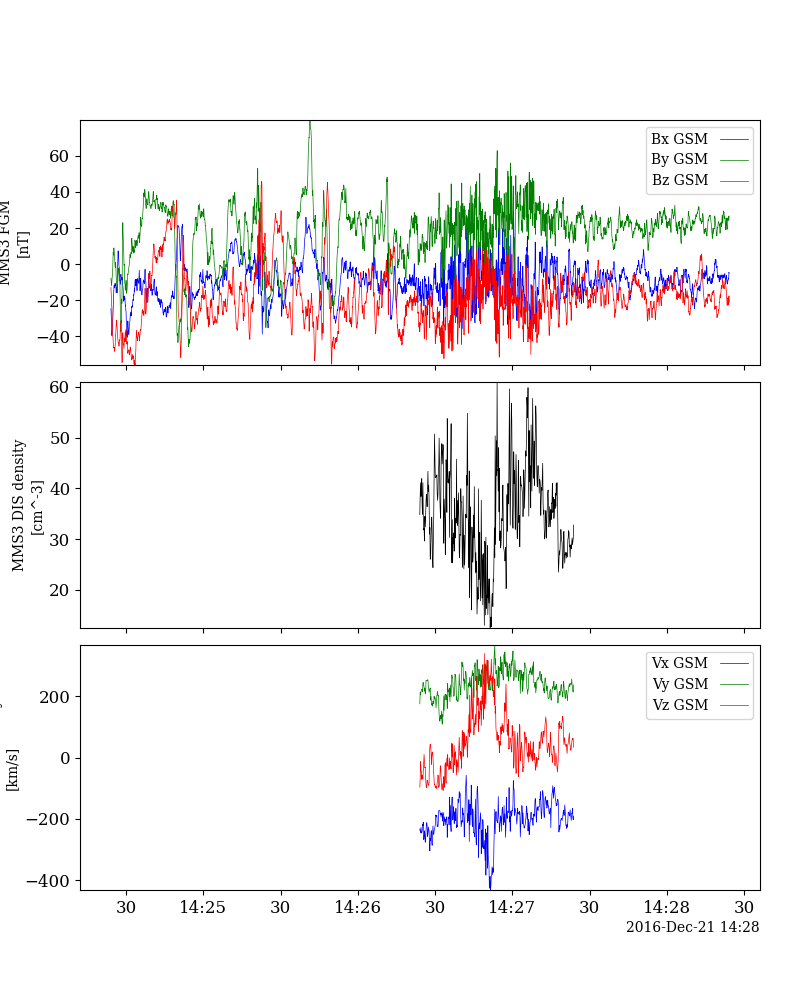 MMS3 FGM
[nT]
60
40
20
0
−20
−40
Bx GSM
By GSM
Bz GSM
MMS3 DIS density
[cm^-3]
60
50
40
30
20
[km/s]
200
0
−200
−400
Vx GSM
Vy GSM
Vz GSM
30 14:25 30 14:26 30 14:27 30 14:28 30
2016-Dec-21 14:28